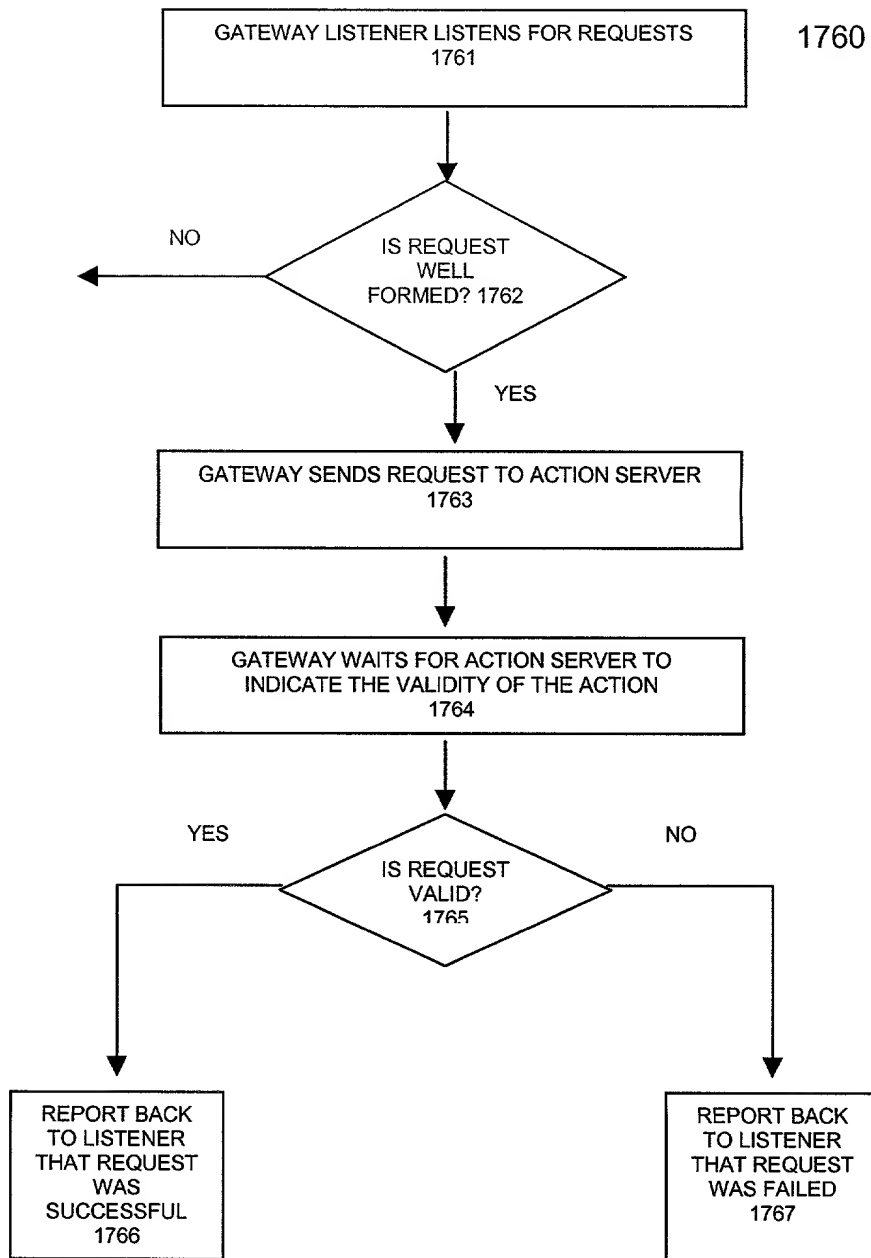 GATEWAY LISTENER LISTENS FOR REQUESTS
1761
1760
NO
IS REQUEST
WELL
FORMED? 1762
YES
GATEWAY SENDS REQUEST TO ACTION SERVER
1763
GATEWAY WAITS FOR ACTION SERVER TO
INDICATE THE VALIDITY OF THE ACTION
1764
YES
NO
IS REQUEST
VALID?
1765
REPORT BACK
TO LISTENER
THAT REQUEST
WAS
SUCCESSFUL
1766
REPORT BACK
TO LISTENER
THAT REQUEST
WAS FAILED
1767